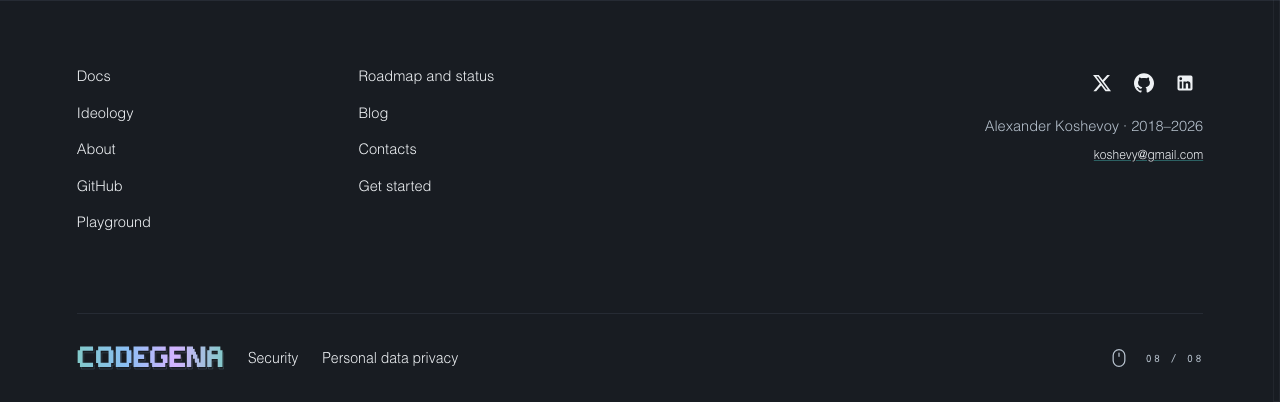 Docs
Ideology
About
GitHub
Playground
Roadmap and status
Blog
Contacts
Get started
Alexander Koshevoy · 2018–2026
koshevy@gmail.com
CODEGENA
Security
Personal data privacy
08 / 08